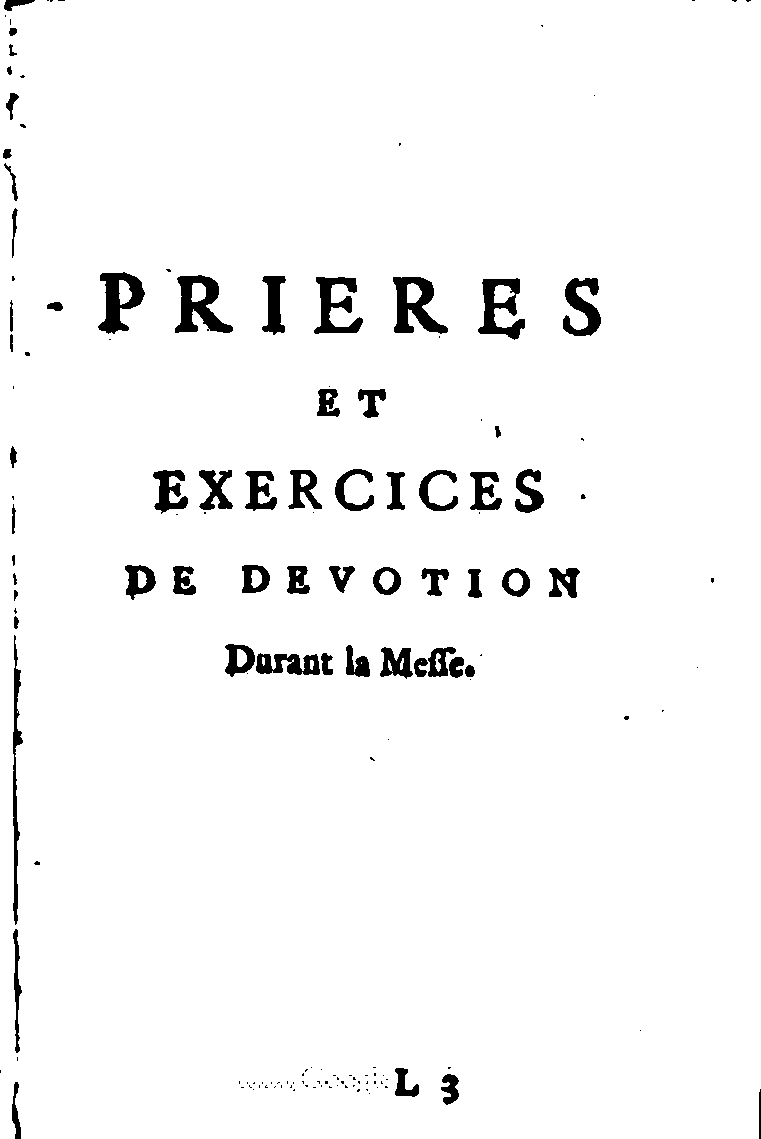 PRIERES
ET
EXERCICES
DE DEVOTION
Durant la Meſſe.
L 3